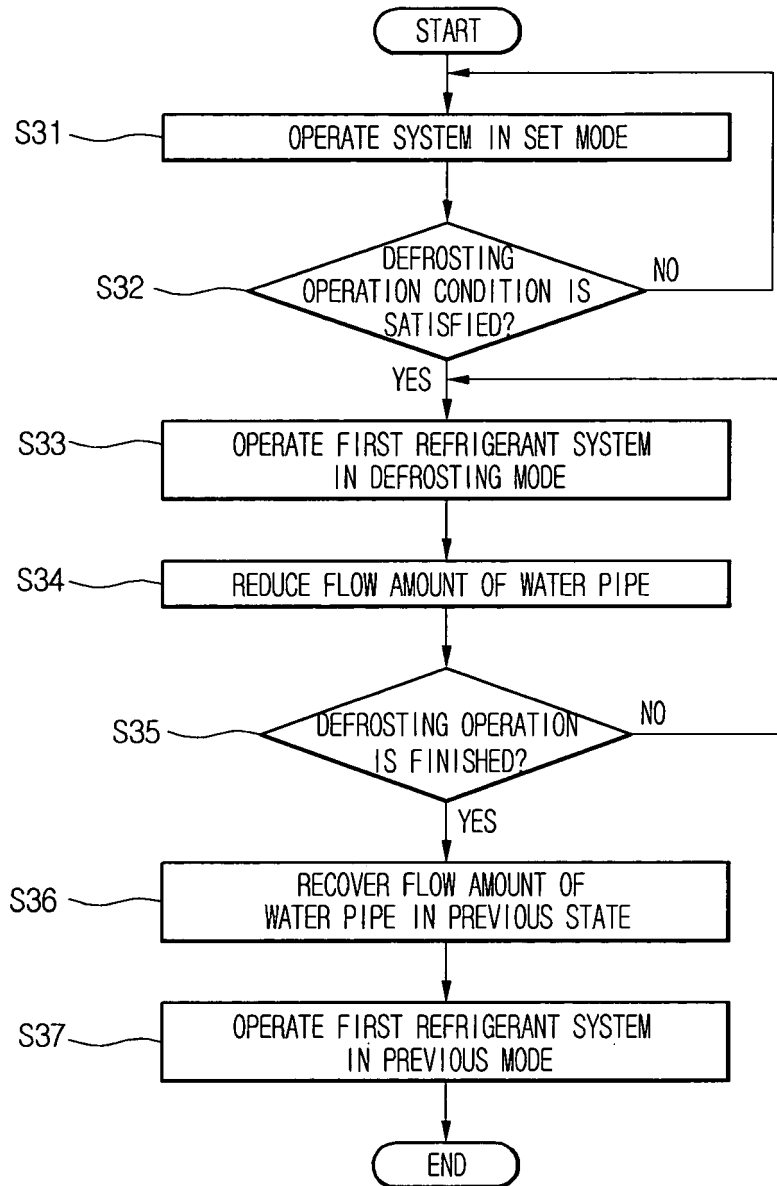 START
S31
OPERATE SYSTEM IN SET MODE
S32
DEFROSTING
OPERATION CONDITION IS
SATISFIED?
NO
YES
S33
OPERATE FIRST REFRIGERANT SYSTEM
IN DEFROSTING MODE
S34
REDUCE FLOW AMOUNT OF WATER PIPE
S35
DEFROSTING OPERATION
IS FINISHED?
NO
YES
S36
RECOVER FLOW AMOUNT OF
WATER PIPE IN PREVIOUS STATE
S37
OPERATE FIRST REFRIGERANT SYSTEM
IN PREVIOUS MODE
END